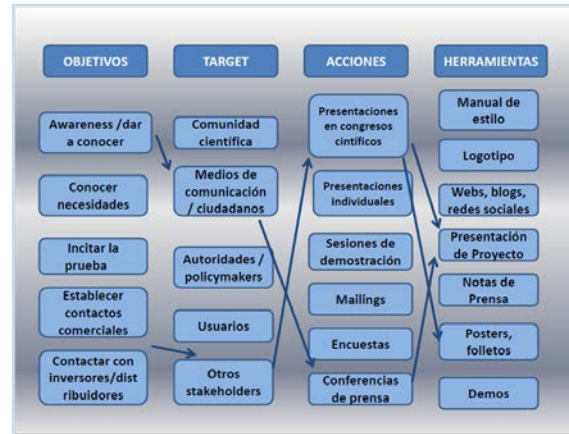 OBJETIVOS
TARGET
ACCIONES
HERRAMIENTAS
Awareness /dar
a conocer
Conocer
necesidades
Incitar la
prueba
Establecer
contactos
comerciales
Contactar con
inversores/dist
ribuidores
Comunidad
científica
Medios de
comunicación
/ ciudadanos
Autoridades /
policymakers
Usuarios
Otros
stakeholders
Presentaciones
en congresos
cintíficos
Presentaciones
individuales
Sesiones de
demostración
Mailings
Encuestas
Conferencias
de prensa
Manual de
estilo
Logotipo
Webs, blogs,
redes sociales
Presentación
de Proyecto
Notas de
Prensa
Posters,
folletos
Demos